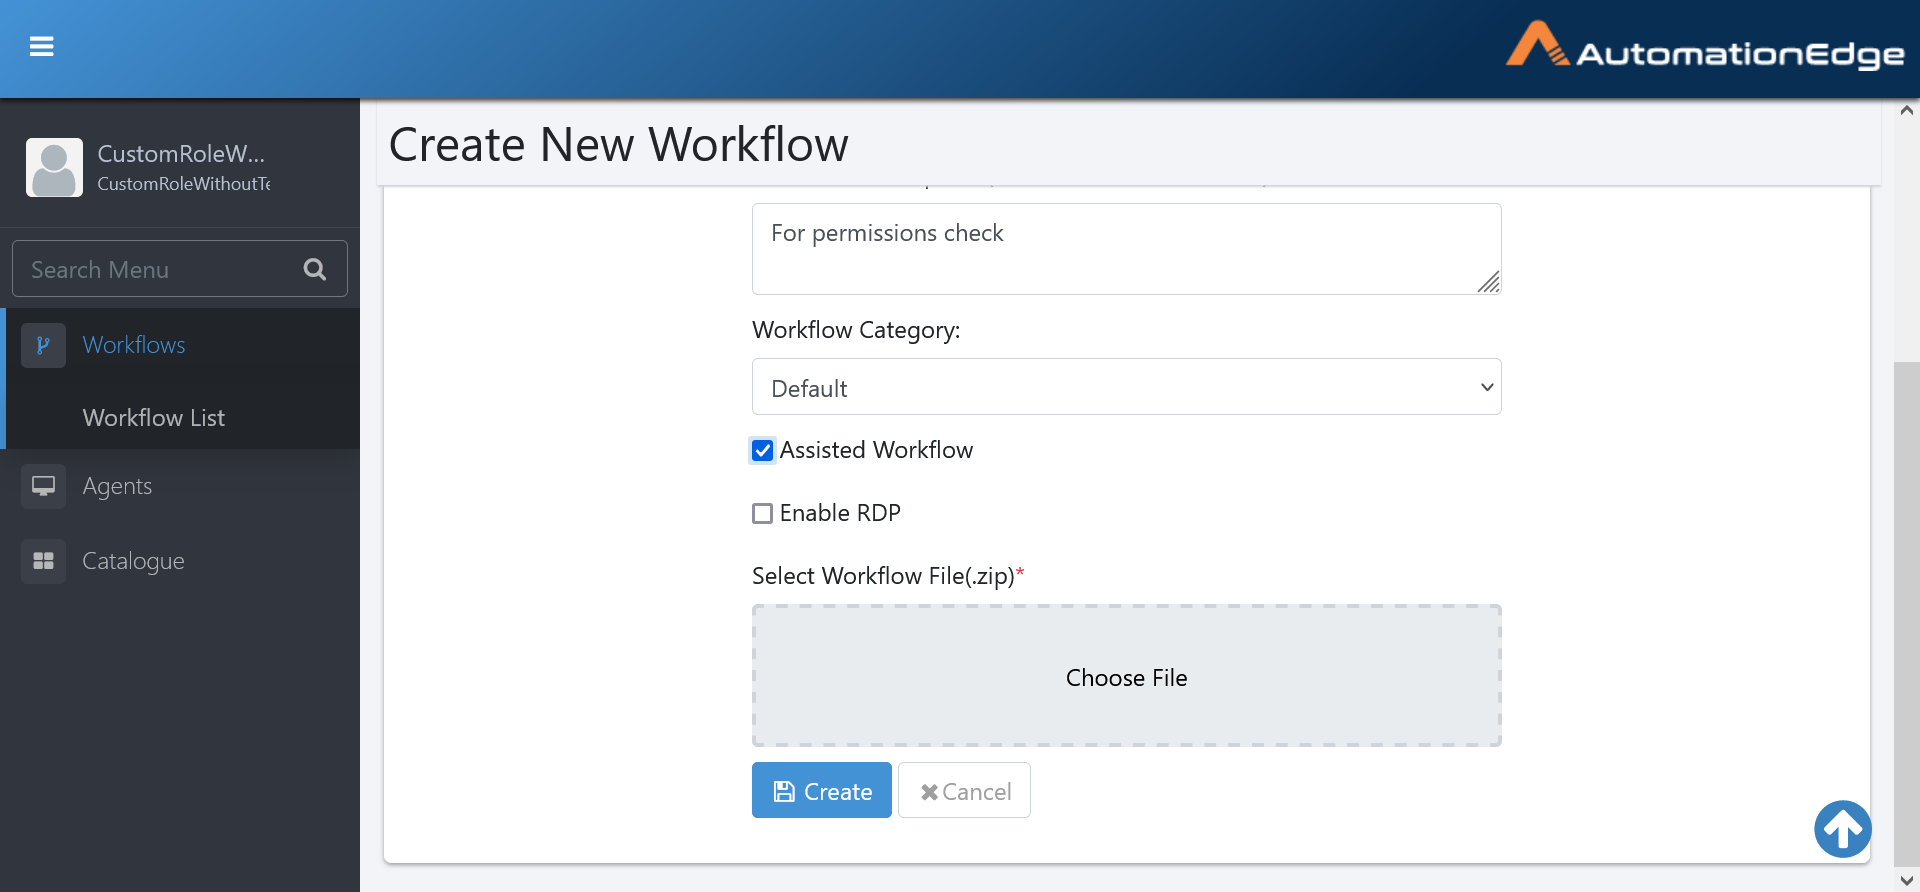 AutomationEdge
CustomRoleW...
CustomRoleWithoutTe
Search Menu
Workflows
Workflow List
Agents
Catalogue
Create New Workflow
For permissions check
Workflow Category:
Default
Assisted Workflow
Enable RDP
Select Workflow File(.zip)*
Choose File
Create
Cancel